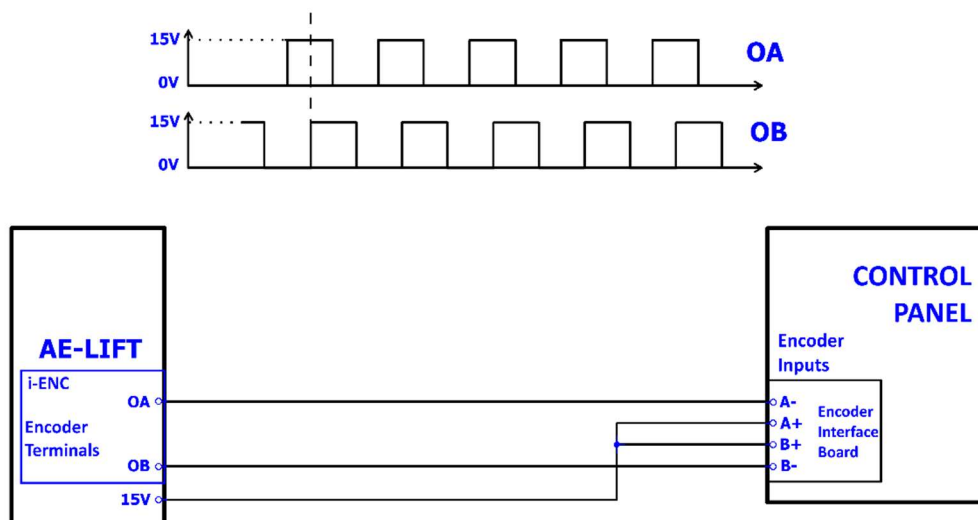 15V
OA
0V
15V
OB
0V
CONTROL
PANEL
AE-LIFT
Encoder
Inputs
i-ENC
OA
A-
Encoder
A+
Encoder
Interface
Terminals
B+
Board
OB
B-
15V